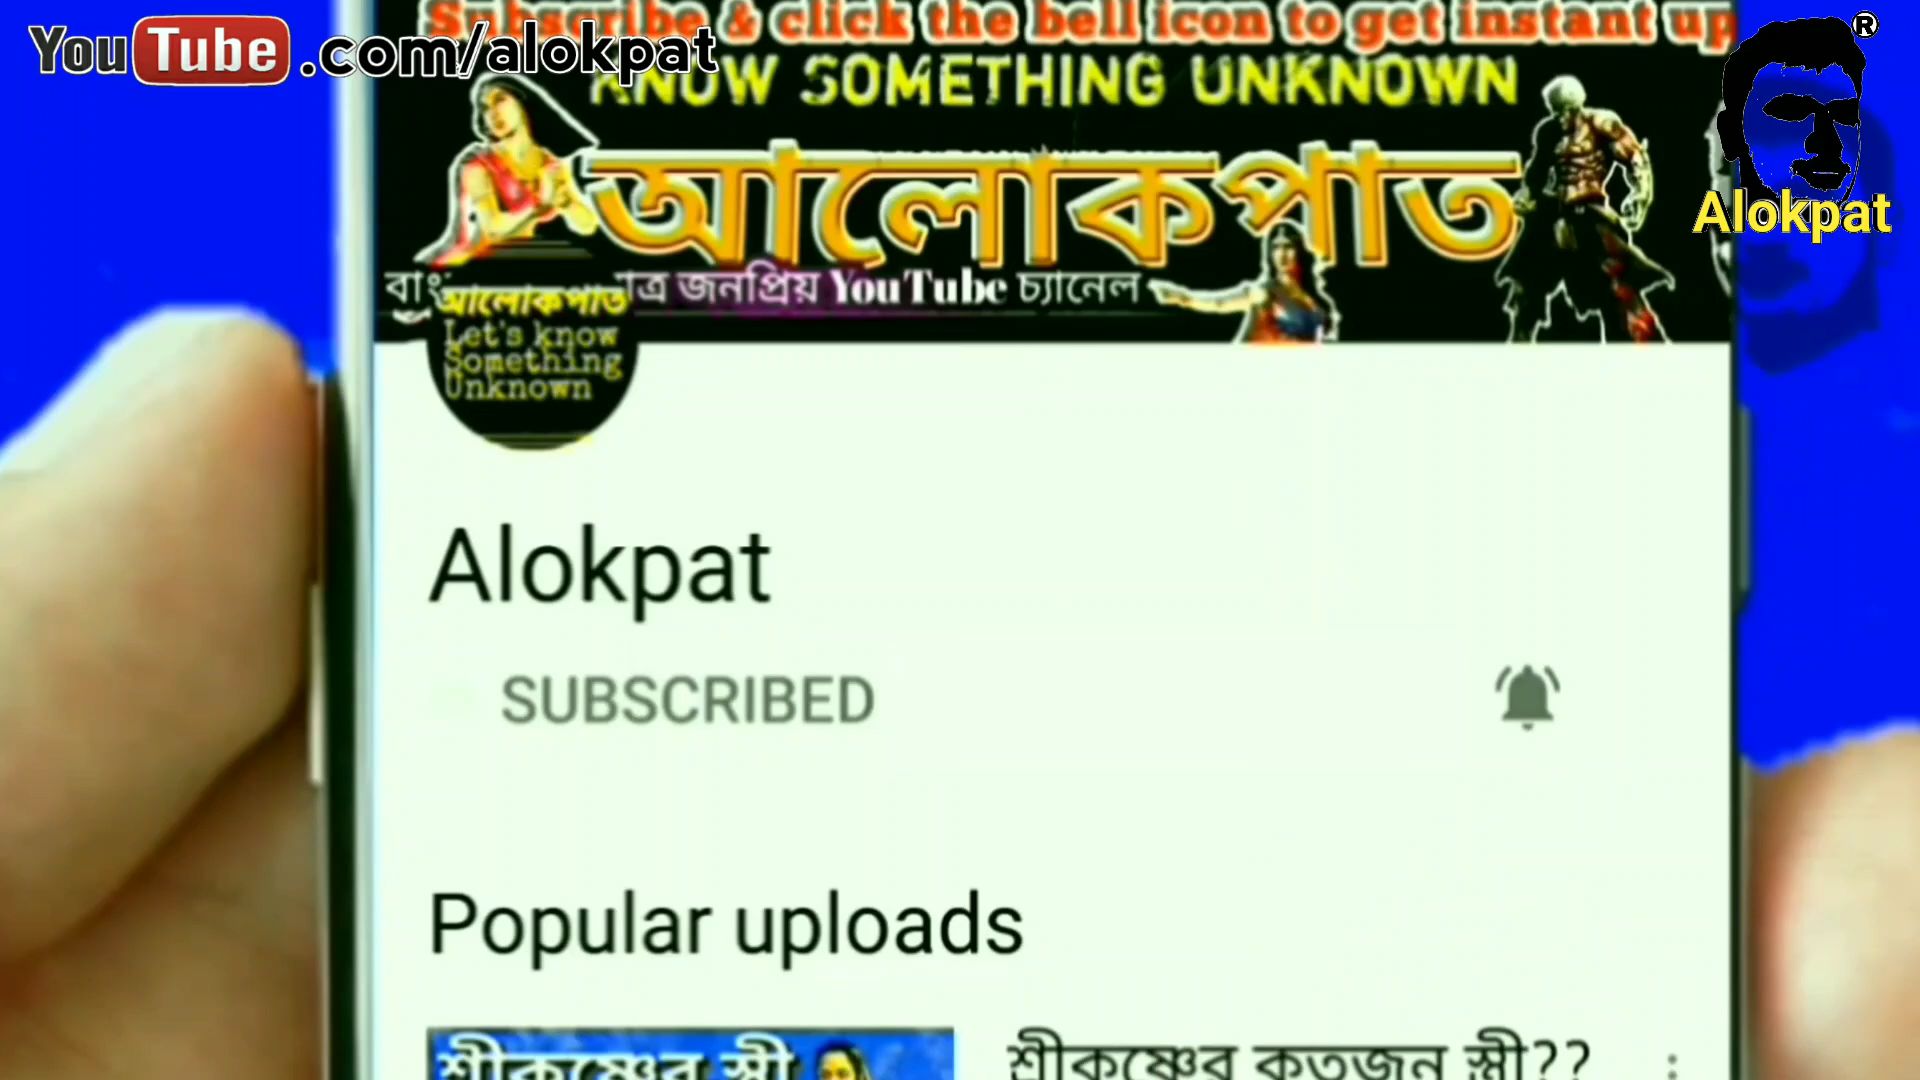 Subscribe & click the bell icon to get instant up
YouTube.com/alokpat
®
KNOW SOMETHING UNKNOWN
আলোকপাত
Alokpat
জনপ্রিয় YouTube চ্যানেল
আলোকপাত
Let's know
Something
Unknown
Alokpat
SUBSCRIBED
Popular uploads
শ্রীকৃষ্ণের স্ত্রী
শ্রীকৃষ্ণের কতজন স্ত্রী??